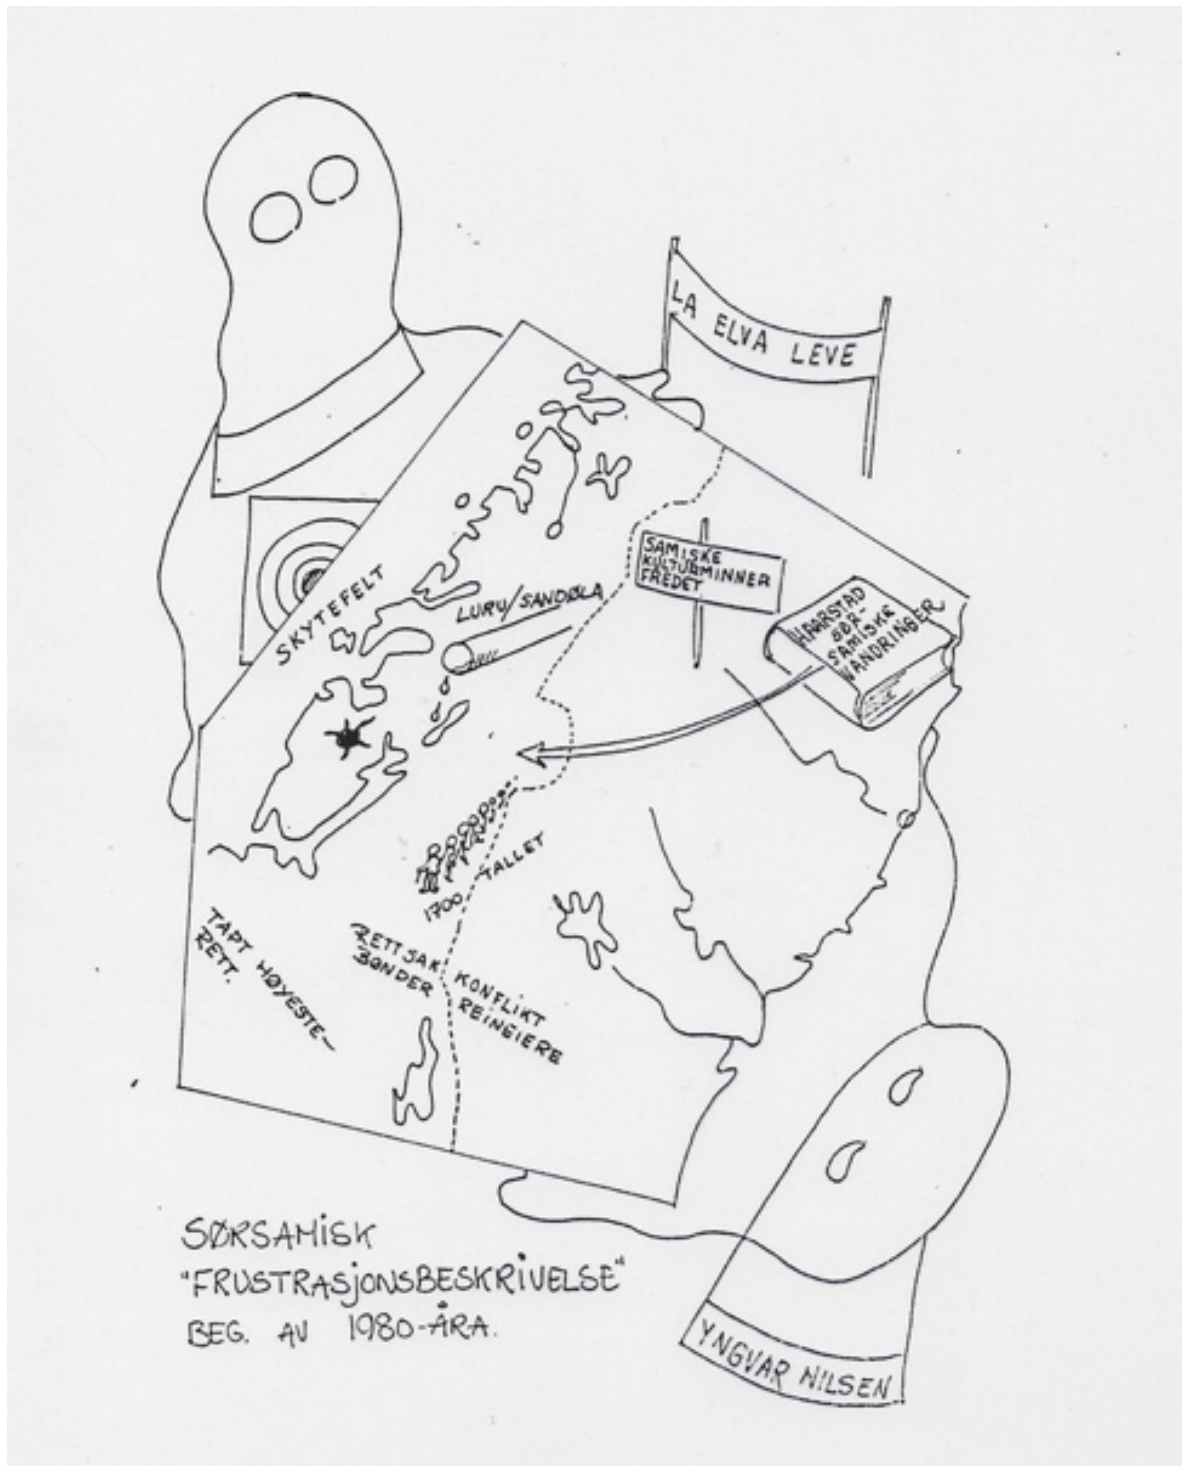 LA ELVA LEVE
SKYTEFELT
LURU/SANDØLA
SAMISKE
KULTURMINNER
FREDET
HAARSTAD
SØR-
SAMISKE
VANDRINGER
1700 TALLET
TAPT HØYESTE-
RETT.
RETTSAK KONFLIKT
BØNDER REINEIERE
SØRSAMISK
"FRUSTRASJONSBESKRIVELSE"
BEG. AV 1980-ÅRA.
YNGVAR NILSEN